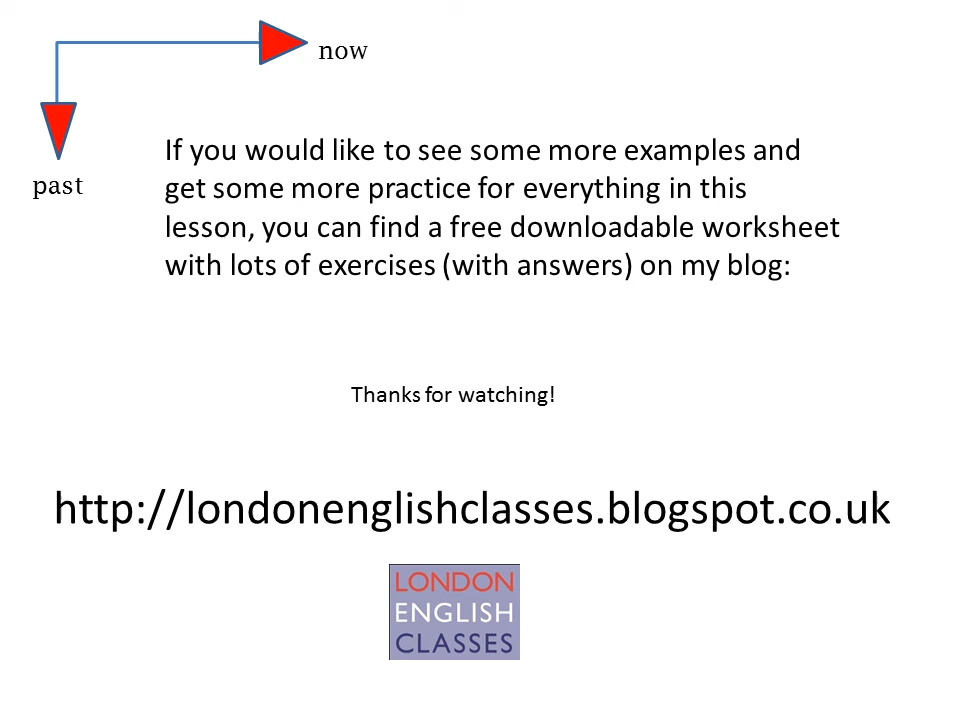 now
past
If you would like to see some more examples and
get some more practice for everything in this
lesson, you can find a free downloadable worksheet
with lots of exercises (with answers) on my blog:
Thanks for watching!
http://londonenglishclasses.blogspot.co.uk
LONDON
ENGLISH
CLASSES